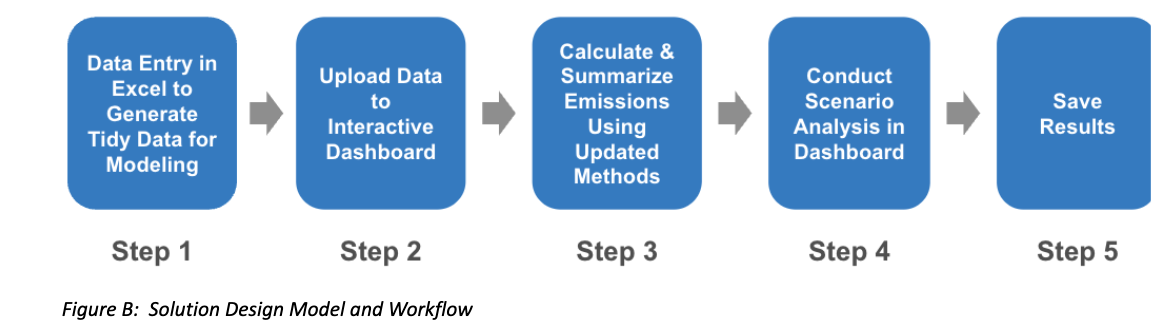 Data Entry in
Excel to
Generate
Tidy Data for
Modeling
Upload Data
to
Interactive
Dashboard
Calculate &
Summarize
Emissions
Using
Updated
Methods
Conduct
Scenario
Analysis in
Dashboard
Save
Results
Step 1
Step 2
Step 3
Step 4
Step 5
Figure B:  Solution Design Model and Workflow